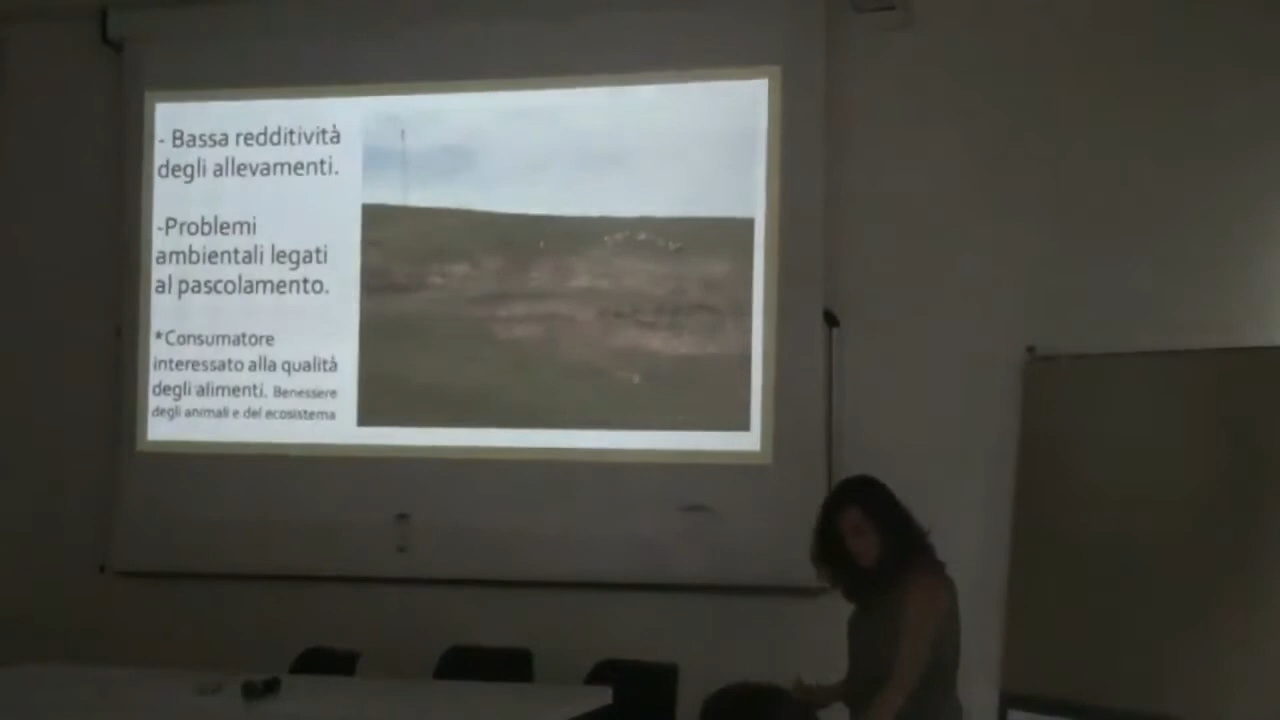 - Bassa redditività
degli allevamenti.
-Problemi
ambientali legati
al pascolamento.
*Consumatore
interessato alla qualità
degli alimenti. Benessere
degli animali e del ecosistema